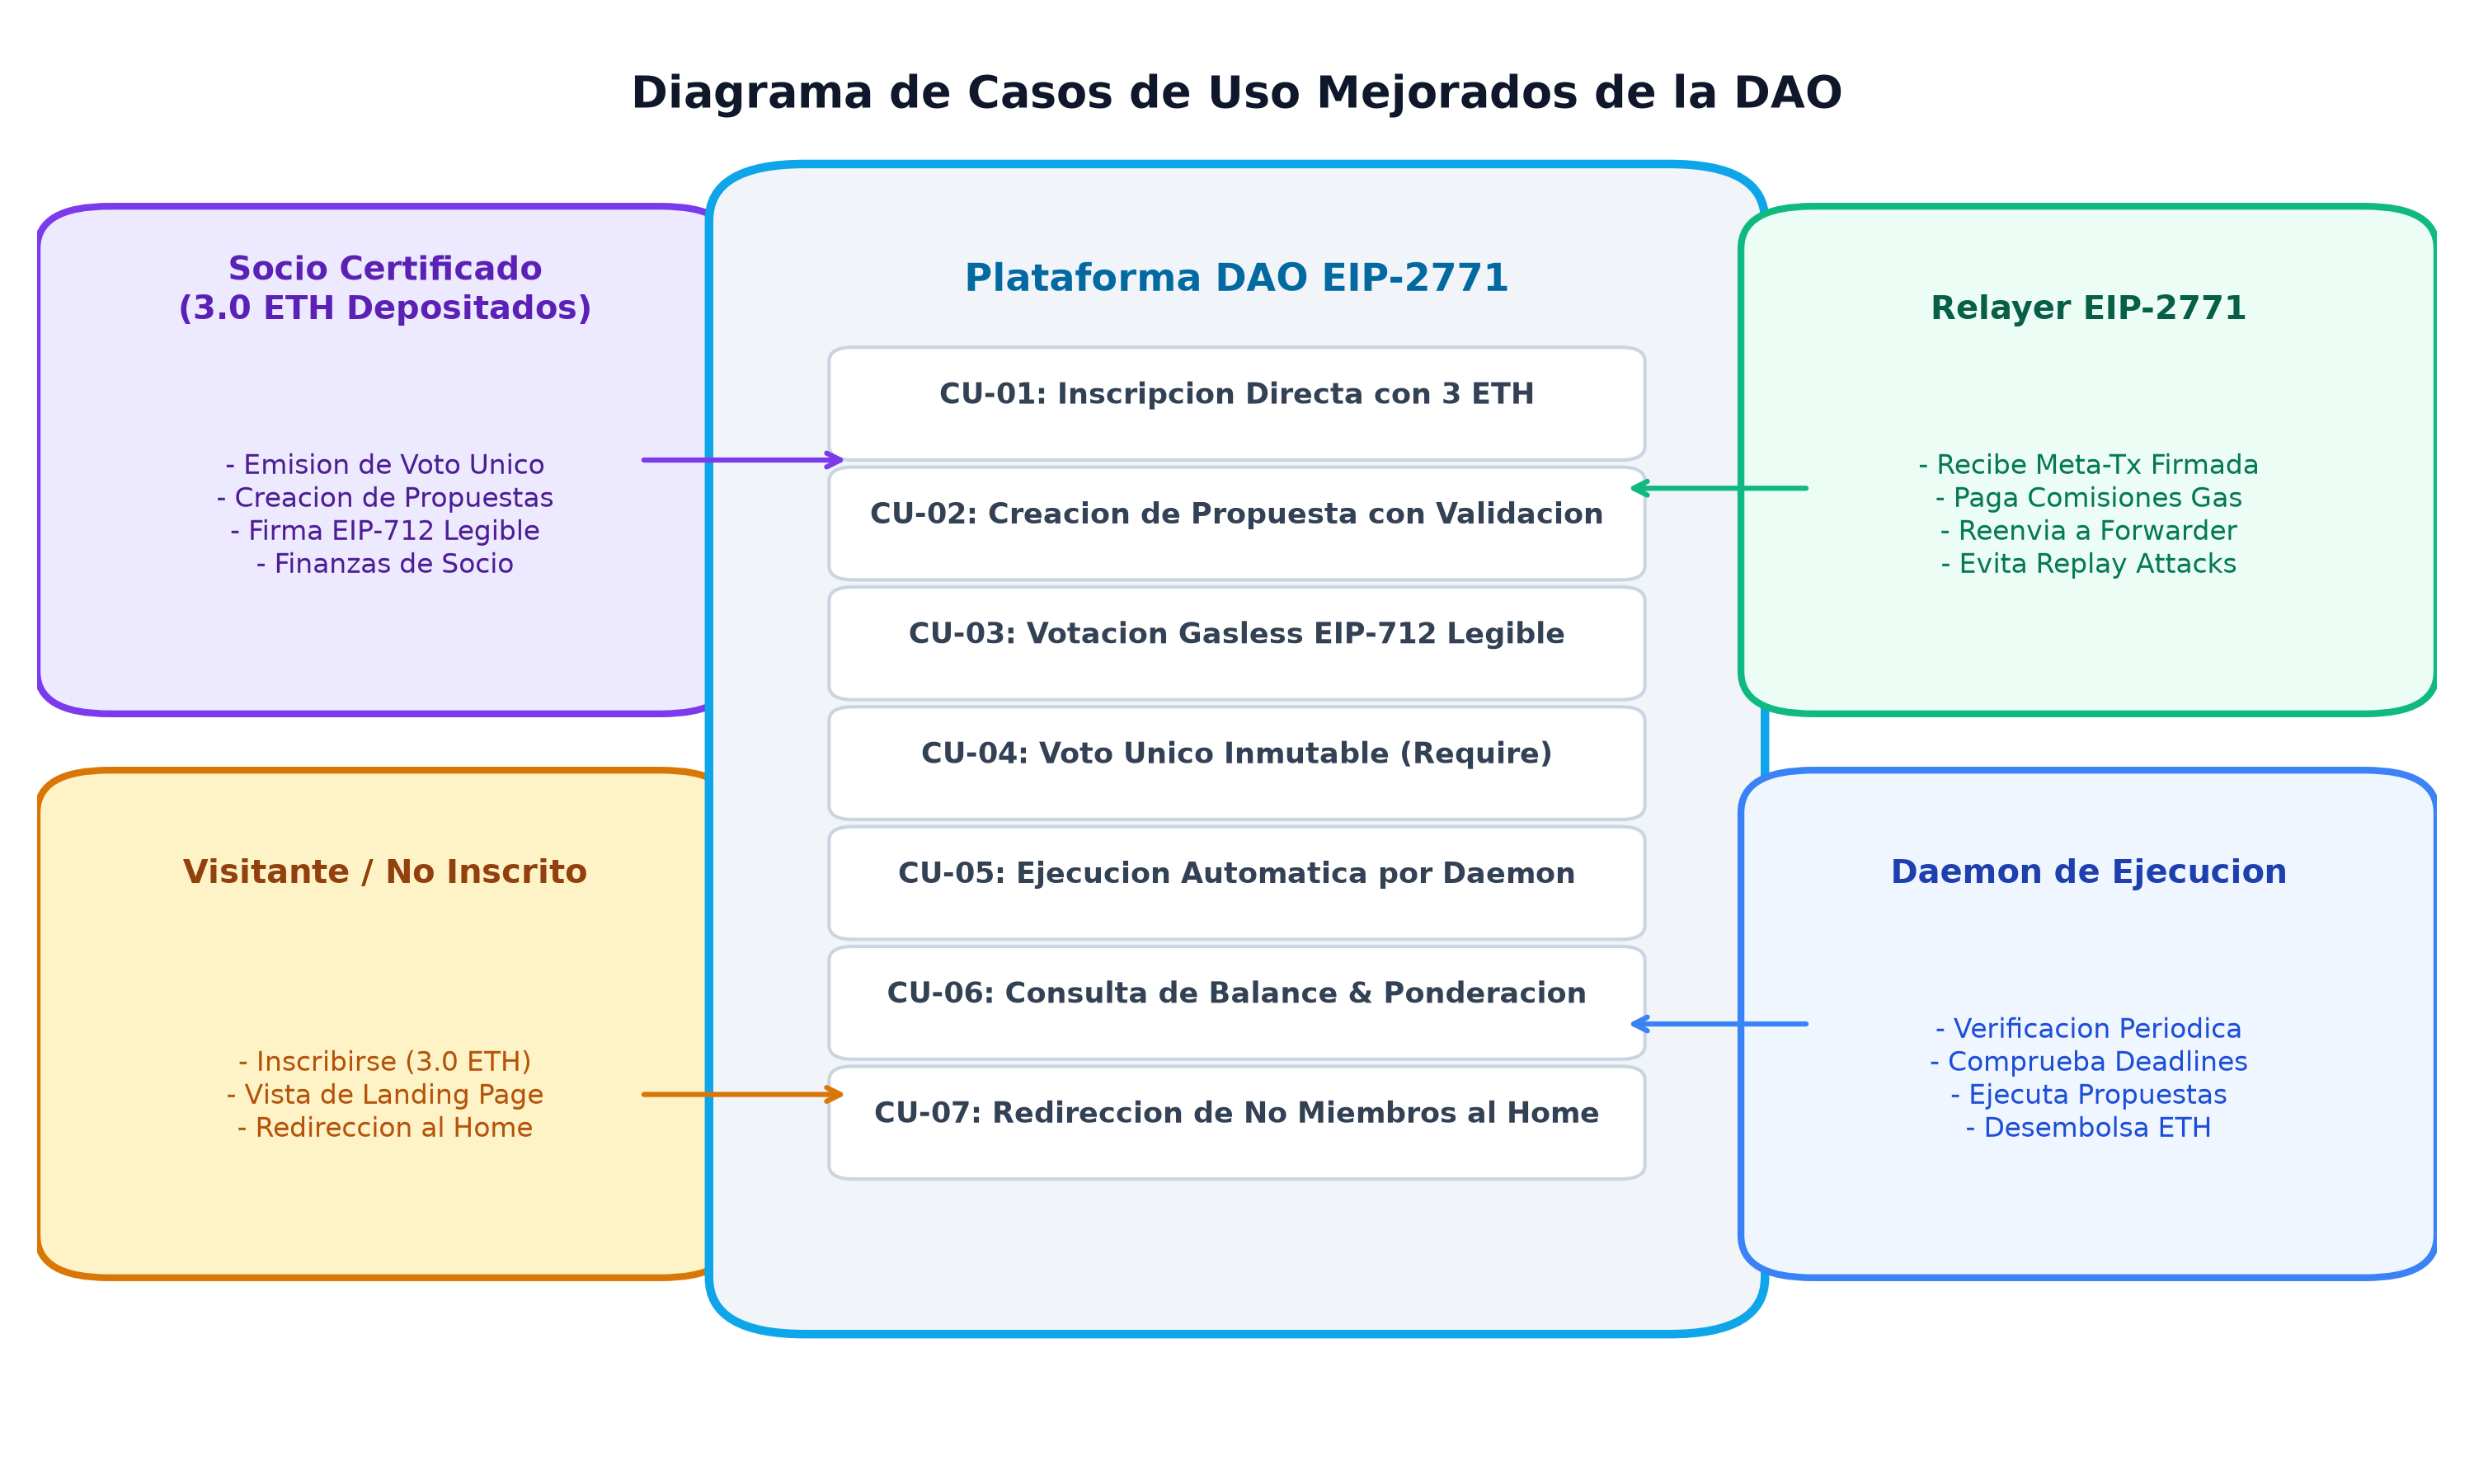 Diagrama de Casos de Uso Mejorados de la DAO
Socio Certificado
(3.0 ETH Depositados)
- Emision de Voto Unico
- Creacion de Propuestas
- Firma EIP-712 Legible
- Finanzas de Socio
Visitante / No Inscrito
- Inscribirse (3.0 ETH)
- Vista de Landing Page
- Redireccion al Home
Plataforma DAO EIP-2771
CU-01: Inscripcion Directa con 3 ETH
CU-02: Creacion de Propuesta con Validacion
CU-03: Votacion Gasless EIP-712 Legible
CU-04: Voto Unico Inmutable (Require)
CU-05: Ejecucion Automatica por Daemon
CU-06: Consulta de Balance & Ponderacion
CU-07: Redireccion de No Miembros al Home
Relayer EIP-2771
- Recibe Meta-Tx Firmada
- Paga Comisiones Gas
- Reenvia a Forwarder
- Evita Replay Attacks
Daemon de Ejecucion
- Verificacion Periodica
- Comprueba Deadlines
- Ejecuta Propuestas
- Desembolsa ETH